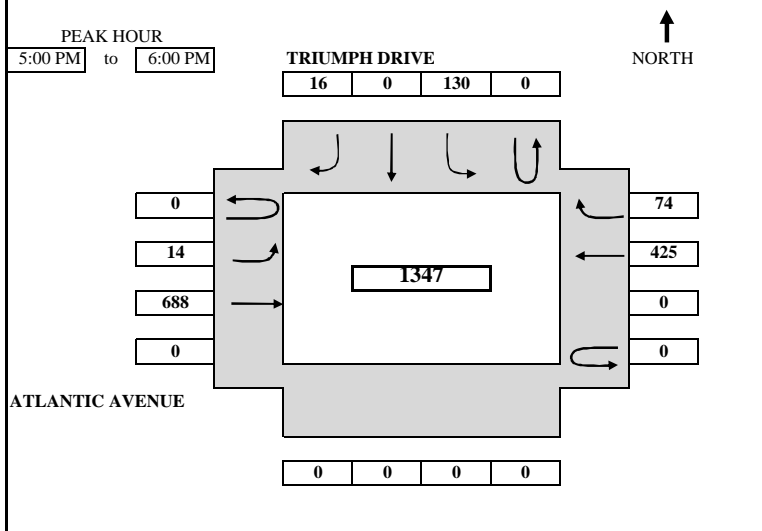 PEAK HOUR
5:00 PM to 6:00 PM
NORTH
TRIUMPH DRIVE
16 0 130 0
0 74
14 425
1347
688 0
0 0
ATLANTIC AVENUE
0 0 0 0